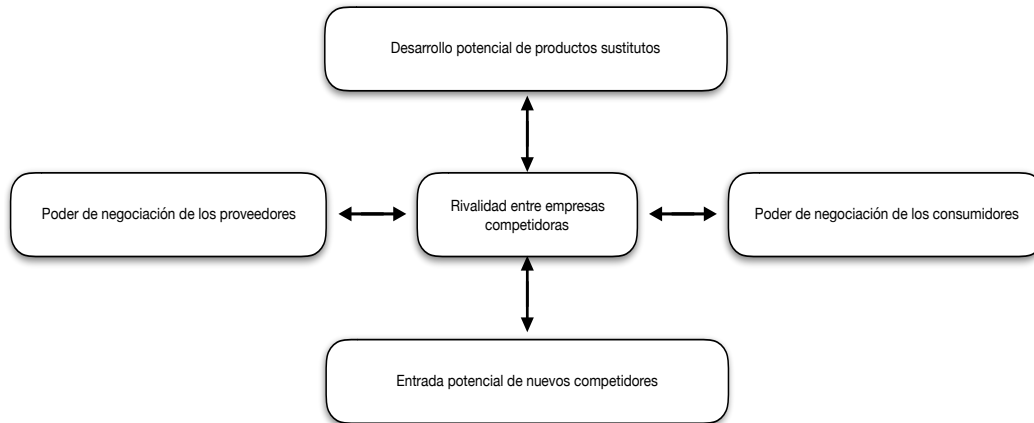 Desarrollo potencial de productos sustitutos
Poder de negociación de los proveedores
Rivalidad entre empresas
competidoras
Poder de negociación de los consumidores
Entrada potencial de nuevos competidores